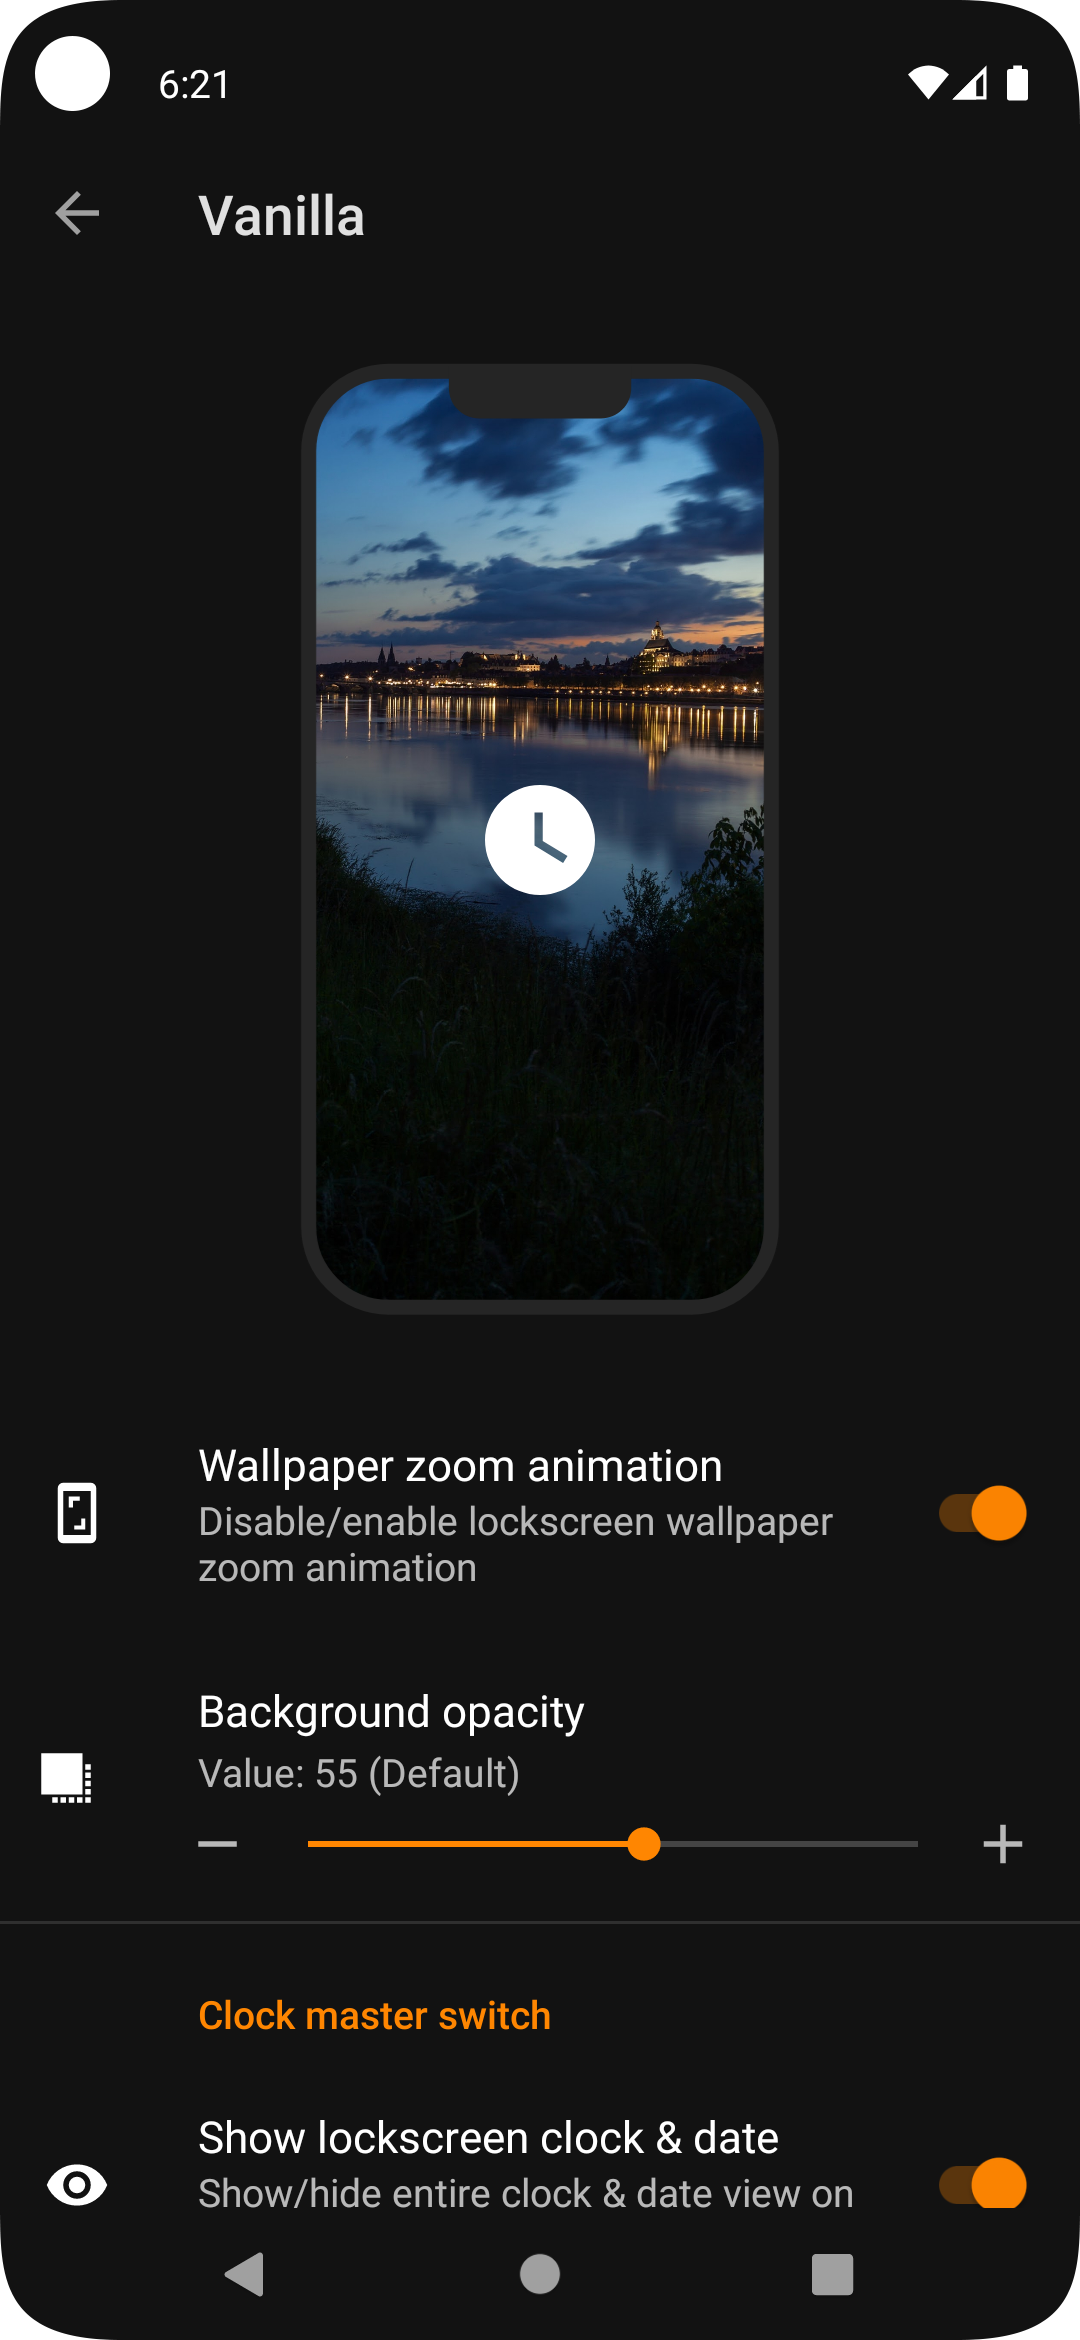 6:21
Vanilla
Wallpaper zoom animation
Disable/enable lockscreen wallpaper
zoom animation
Background opacity
Value: 55 (Default)
Clock master switch
Show lockscreen clock & date
Show/hide entire clock & date view on